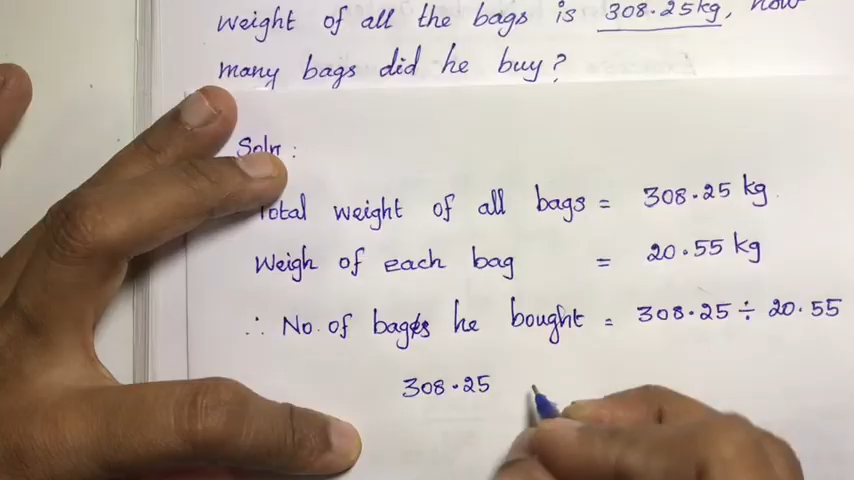 weight of all the bags is 308.25kg, how
many bags did he buy?
Soln:
Total weight of all bags = 308.25 kg
Weigh of each bag = 20.55 kg
∴ No. of bags he bought = 308.25 ÷ 20.55
308.25